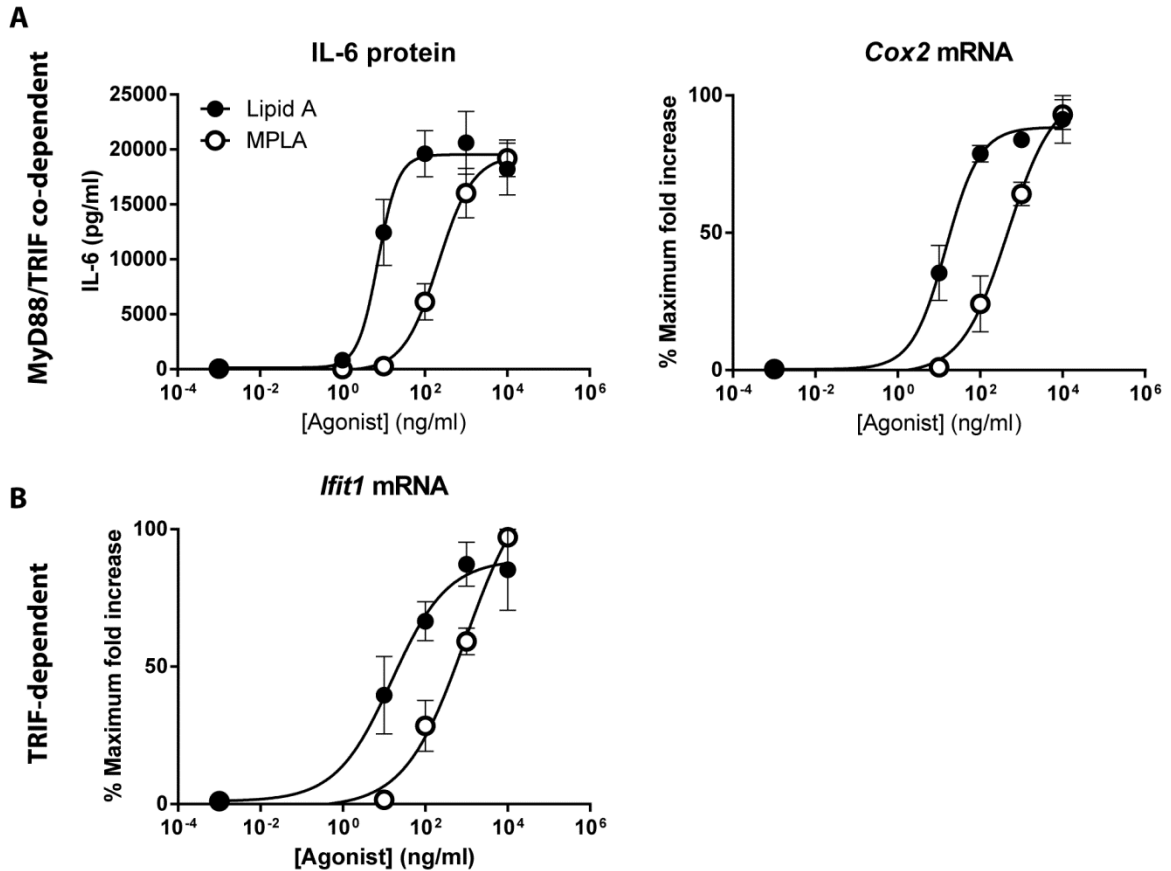 A
MyD88/TRIF co-dependent
IL-6 protein
IL-6 (pg/ml)
25000
20000
15000
10000
5000
0
Lipid A
MPLA
10⁻⁴ 10⁻² 10⁰ 10² 10⁴ 10⁶
[Agonist] (ng/ml)
Cox2 mRNA
% Maximum fold increase
100
50
0
10⁻⁴ 10⁻² 10⁰ 10² 10⁴ 10⁶
[Agonist] (ng/ml)
B
TRIF-dependent
Ifit1 mRNA
% Maximum fold increase
100
50
0
10⁻⁴ 10⁻² 10⁰ 10² 10⁴ 10⁶
[Agonist] (ng/ml)